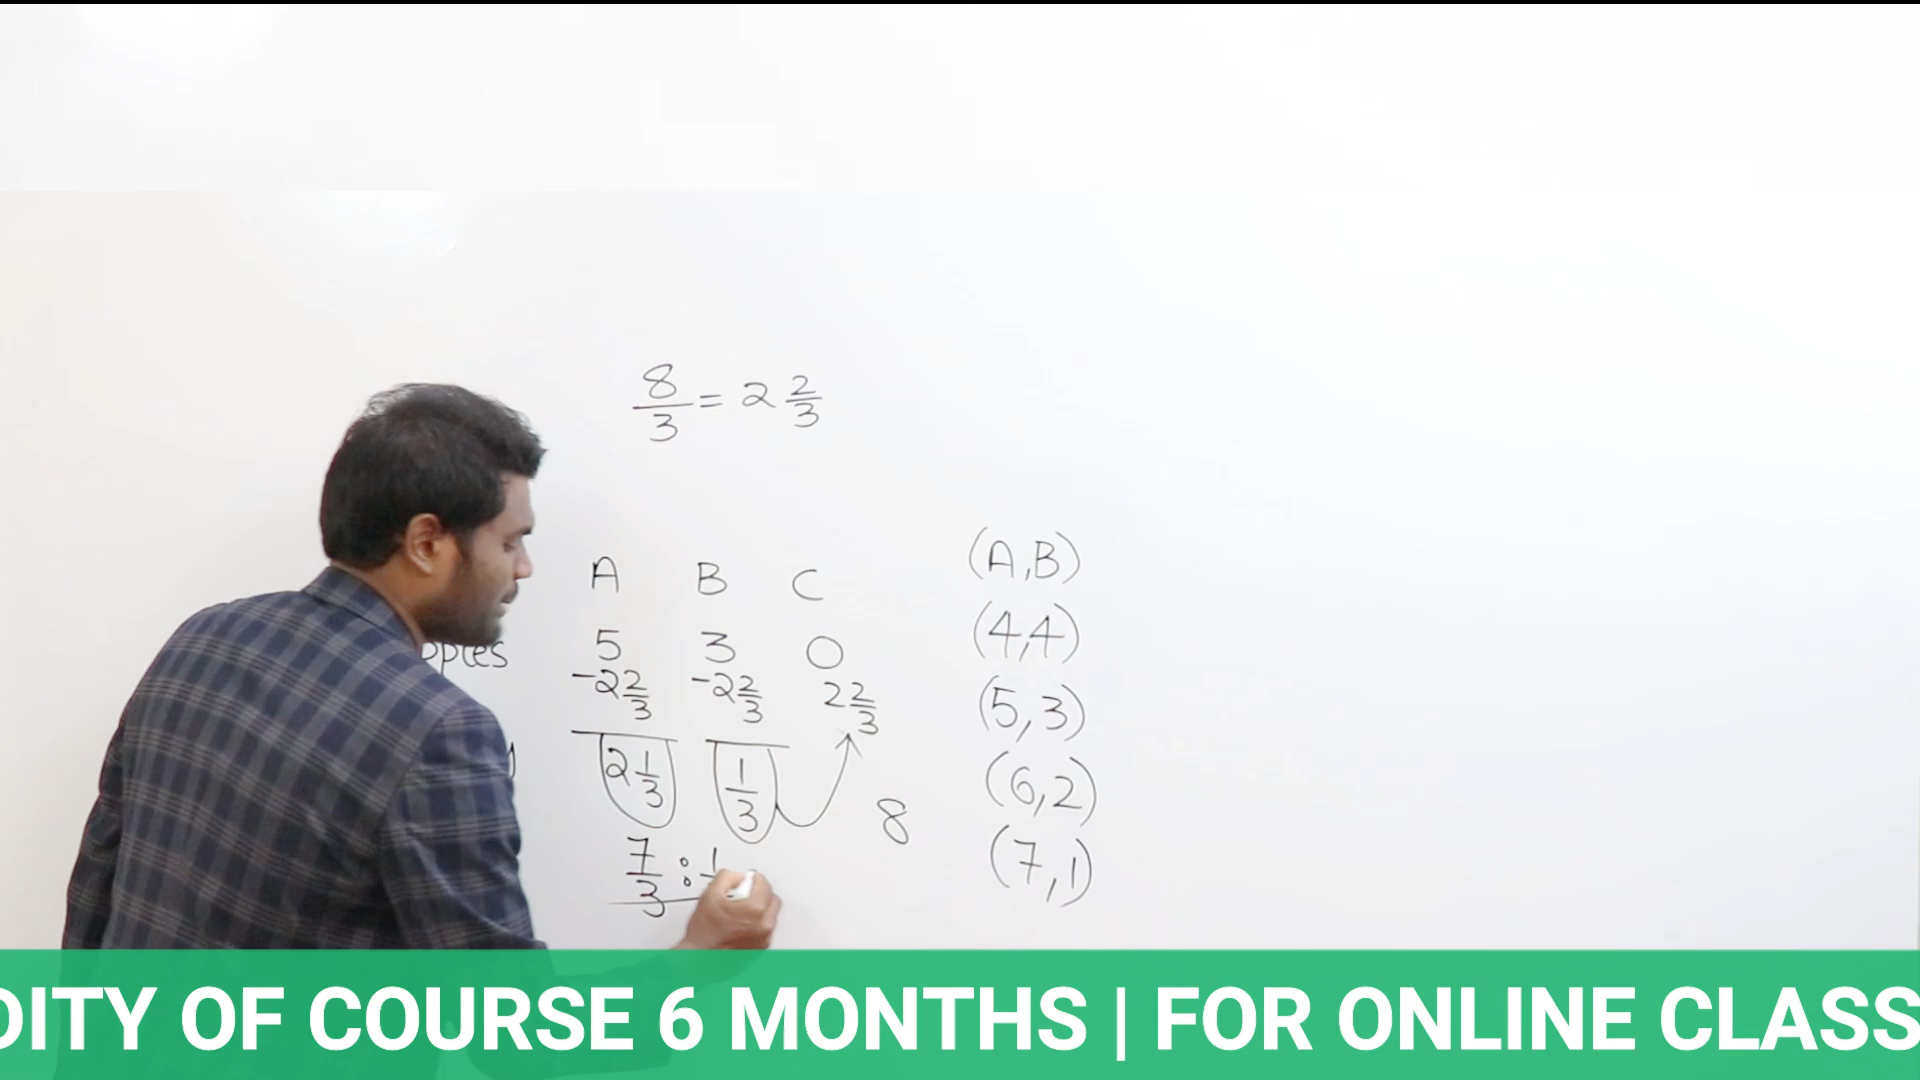 8/3 = 2 2/3
A B C (A,B)
5 3 0 (4,4)
-2 2/3 -2 2/3 2 2/3 (5,3)
2 1/3 1/3 8 (6,2)
7/3 : 1 (7,1)
DITY OF COURSE 6 MONTHS | FOR ONLINE CLASS